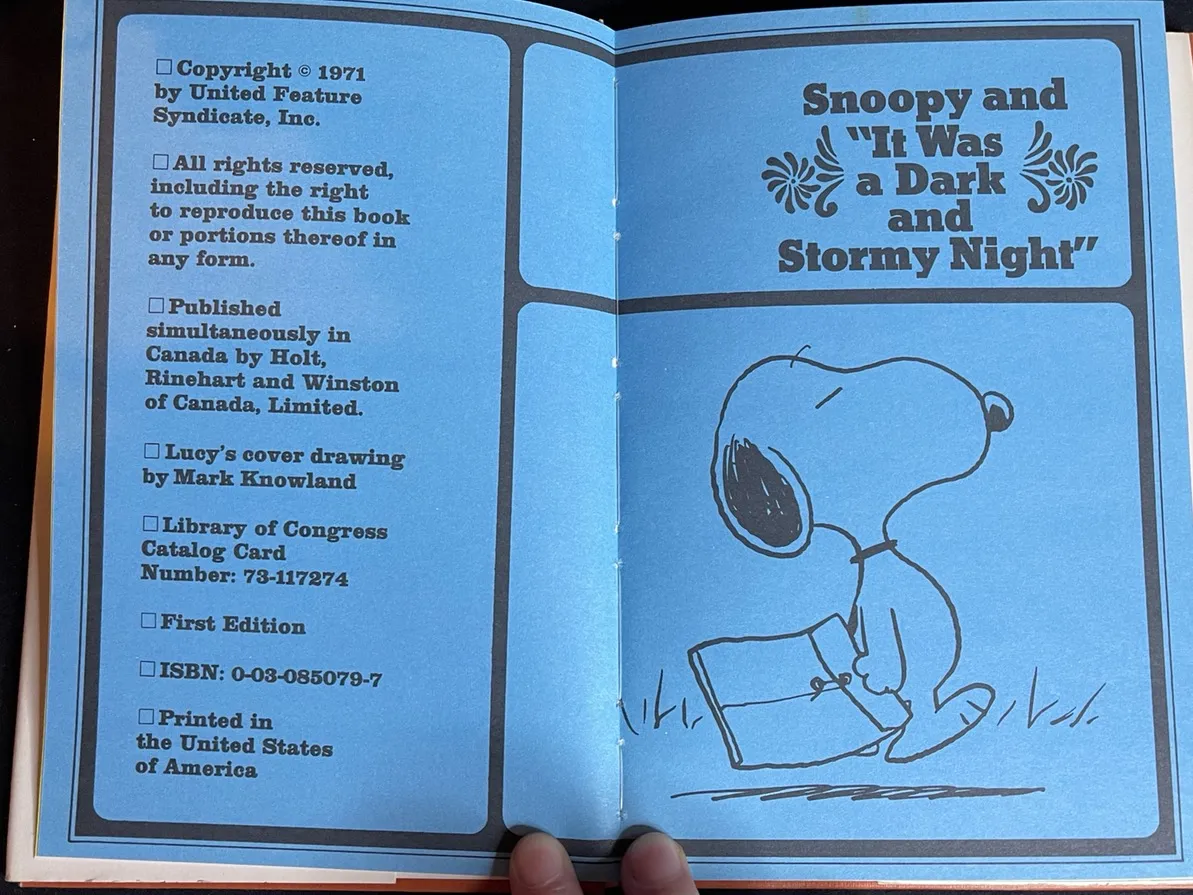 □ Copyright © 1971
by United Feature
Syndicate, Inc.
□ All rights reserved,
including the right
to reproduce this book
or portions thereof in
any form.
□ Published
simultaneously in
Canada by Holt,
Rinehart and Winston
of Canada, Limited.
□ Lucy's cover drawing
by Mark Knowland
□ Library of Congress
Catalog Card
Number: 73-117274
□ First Edition
□ ISBN: 0-03-085079-7
□ Printed in
the United States
of America
Snoopy and
"It Was
a Dark
and
Stormy Night"